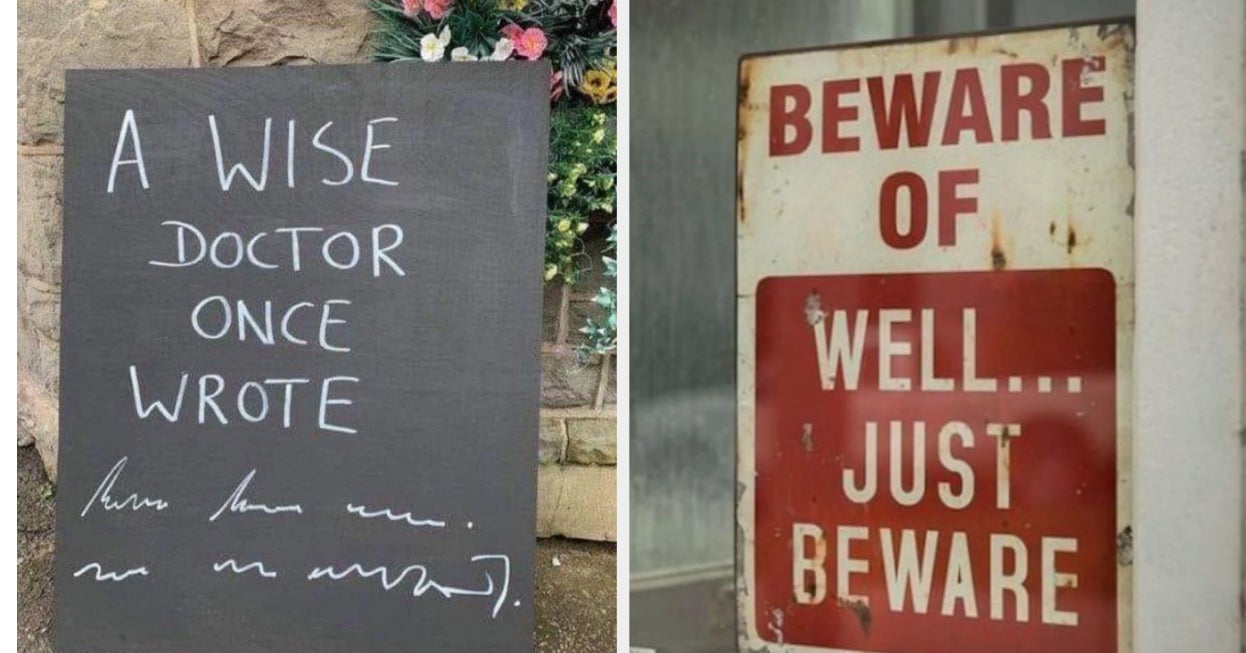 A WISE
DOCTOR
ONCE
WROTE
BEWARE
OF
WELL...
JUST
BEWARE